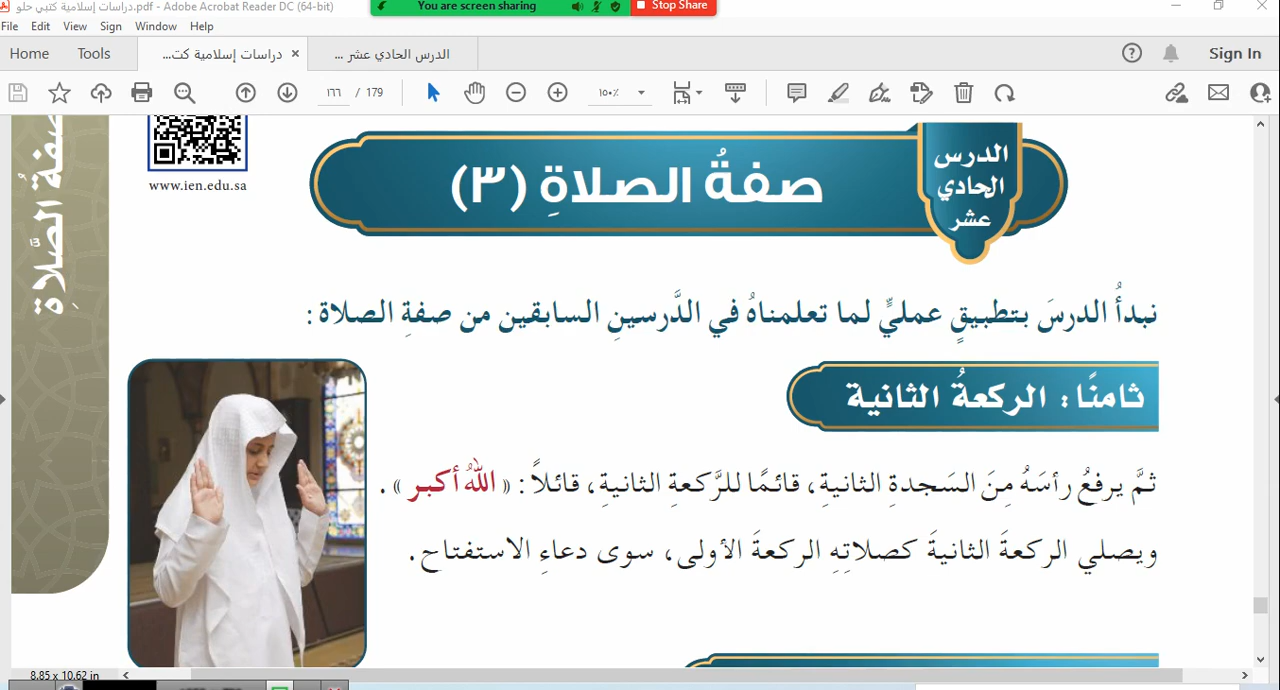 دراسات إسلامية كتبي حلو.pdf - Adobe Acrobat Reader DC (64-bit)
You are screen sharing
Stop Share
File Edit View Sign Window Help
Home Tools
دراسات إسلامية كت... ×
الدرس الحادي عشر ...
Sign In
١٦٦ / 179
١٥٠٪
www.ien.edu.sa
صفةُ الصَّلاةِ
الدرس
الحادي
عشر
صفةُ الصلاةِ (٣)
نبدأُ الدرسَ بتطبيقٍ عمليٍّ لما تعلمناهُ في الدَّرسينِ السابقين من صفةِ الصلاة :
ثامنًا: الركعةُ الثانية
ثمَّ يرفعُ رأسَهُ مِنَ السَجدةِ الثانيةِ، قائمًا للرَّكعةِ الثانيةِ، قائلاً: « اللهُ أكبر ».
ويصلي الركعةَ الثانيةَ كصلاتِهِ الركعةَ الأولى، سوى دعاءِ الاستفتاح.
8.85 x 10.62 in